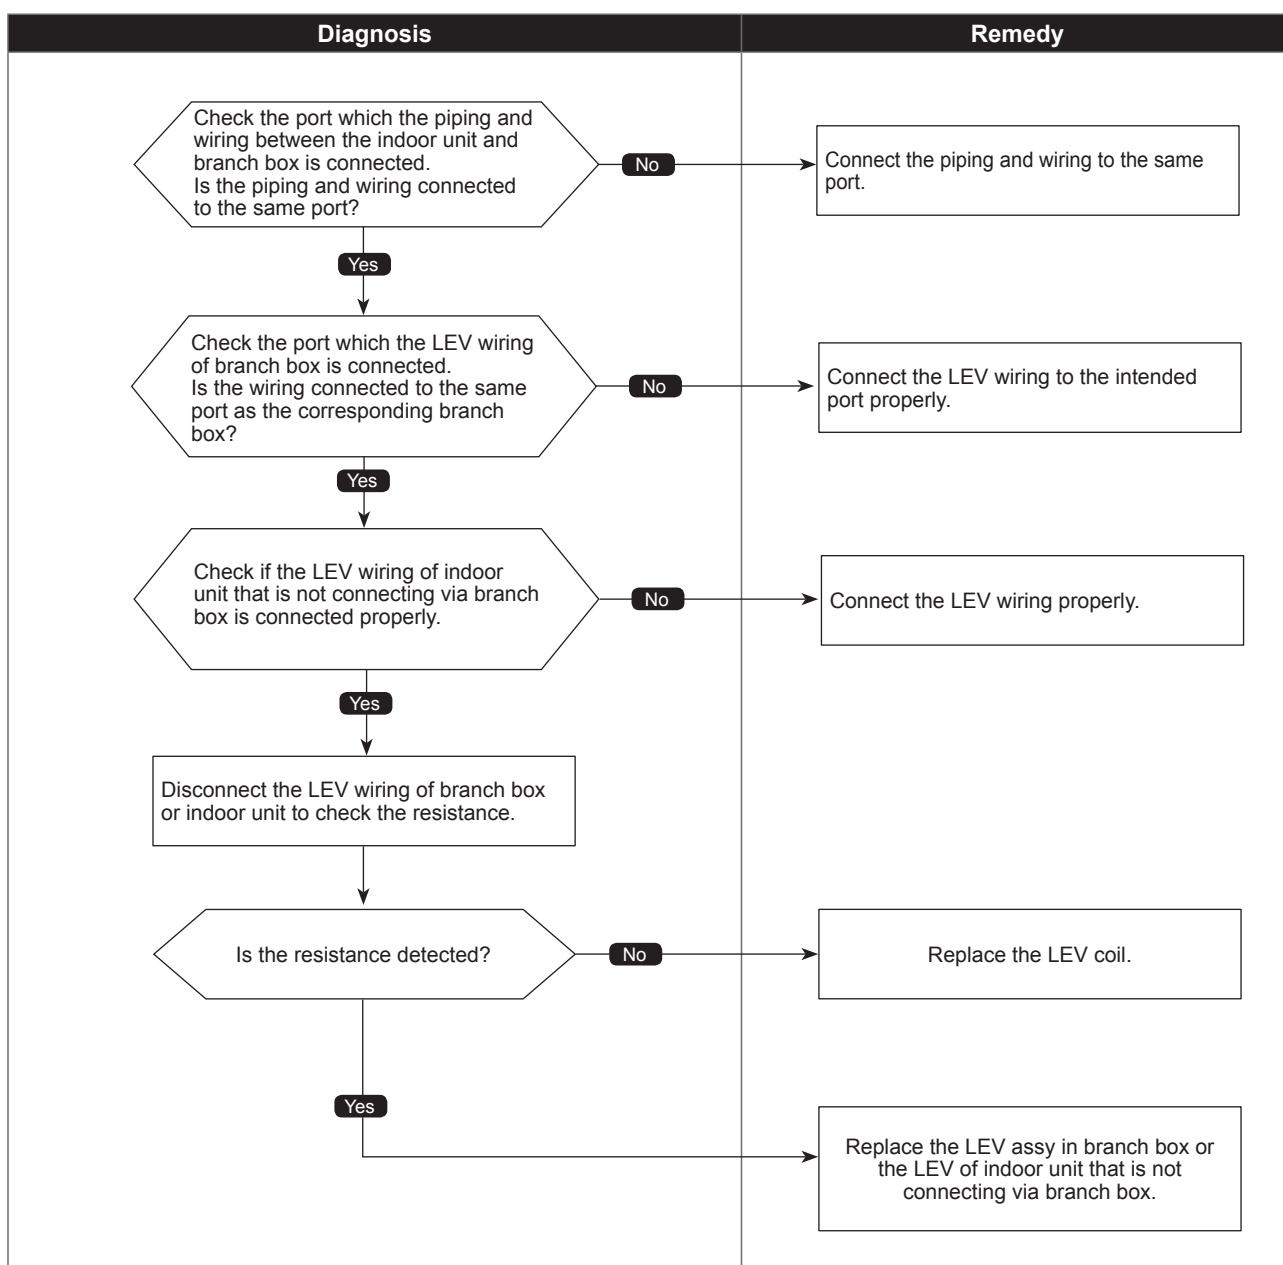 Diagnosis
Remedy
Check the port which the piping and
wiring between the indoor unit and
branch box is connected.
Is the piping and wiring connected
to the same port?
No
Connect the piping and wiring to the same
port.
Yes
Check the port which the LEV wiring
of branch box is connected.
Is the wiring connected to the same
port as the corresponding branch
box?
No
Connect the LEV wiring to the intended
port properly.
Yes
Check if the LEV wiring of indoor
unit that is not connecting via branch
box is connected properly.
No
Connect the LEV wiring properly.
Yes
Disconnect the LEV wiring of branch box
or indoor unit to check the resistance.
Is the resistance detected?
No
Replace the LEV coil.
Yes
Replace the LEV assy in branch box or
the LEV of indoor unit that is not
connecting via branch box.